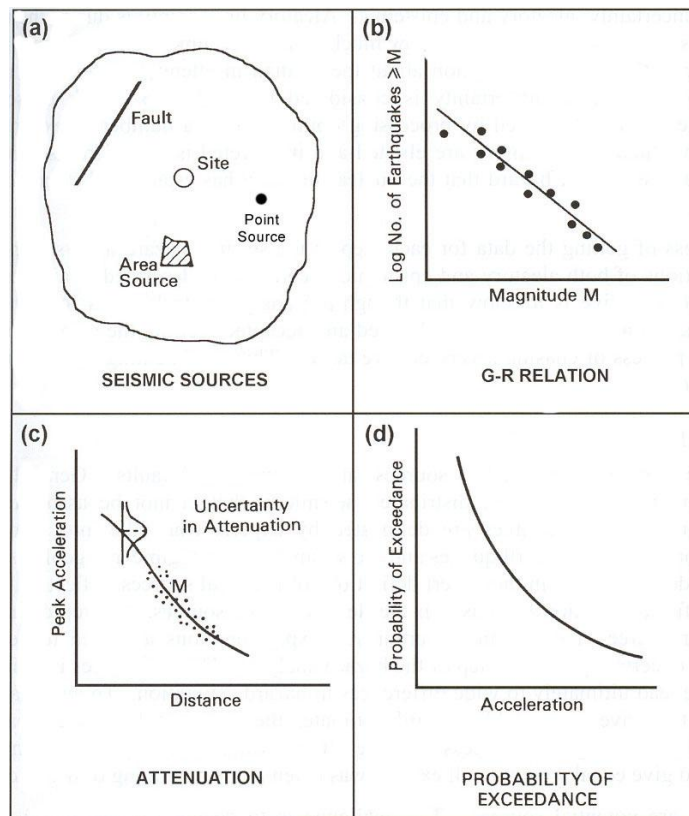 (a)
Fault
Site
Point
Source
Area
Source
SEISMIC SOURCES
(b)
Log No. of Earthquakes > M
Magnitude M
G-R RELATION
(c)
Peak Acceleration
Uncertainty
in Attenuation
M
Distance
ATTENUATION
(d)
Probability of Exceedance
Acceleration
PROBABILITY OF
EXCEEDANCE